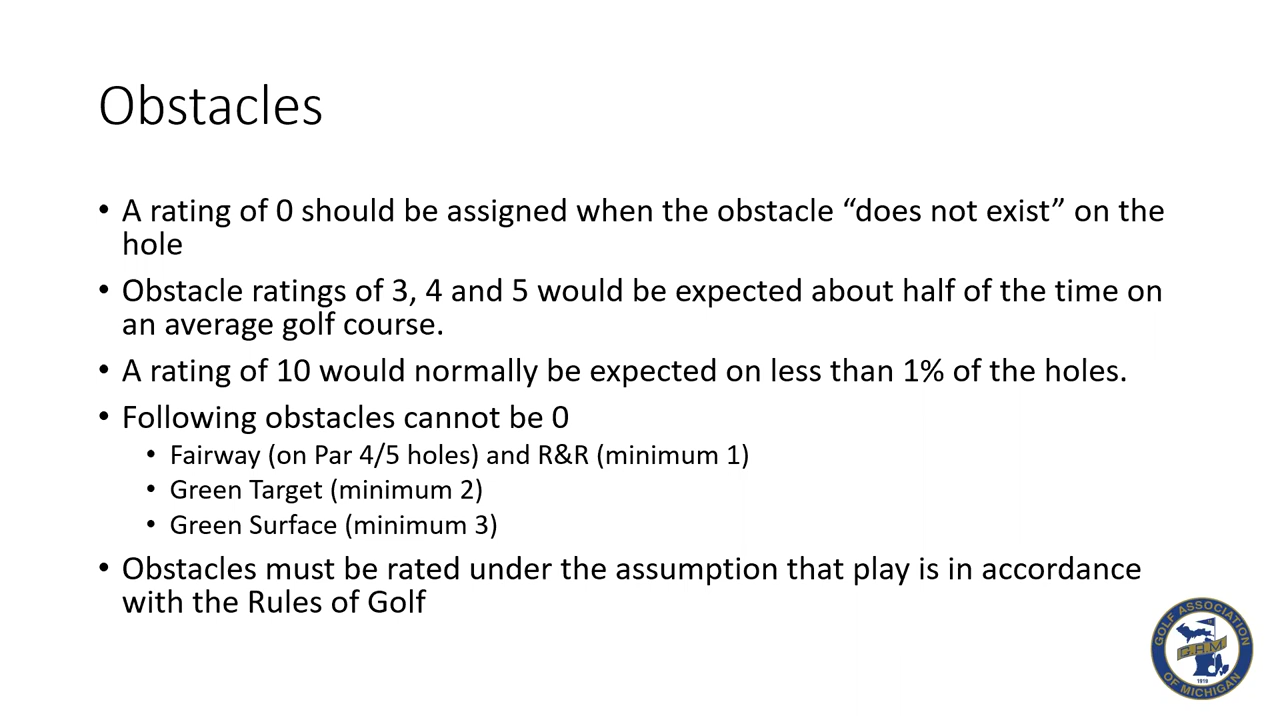 Obstacles
• A rating of 0 should be assigned when the obstacle “does not exist” on the
hole
• Obstacle ratings of 3, 4 and 5 would be expected about half of the time on
an average golf course.
• A rating of 10 would normally be expected on less than 1% of the holes.
• Following obstacles cannot be 0
• Fairway (on Par 4/5 holes) and R&R (minimum 1)
• Green Target (minimum 2)
• Green Surface (minimum 3)
• Obstacles must be rated under the assumption that play is in accordance
with the Rules of Golf
GOLF ASSOCIATION
G.A.M
1919
OF MICHIGAN